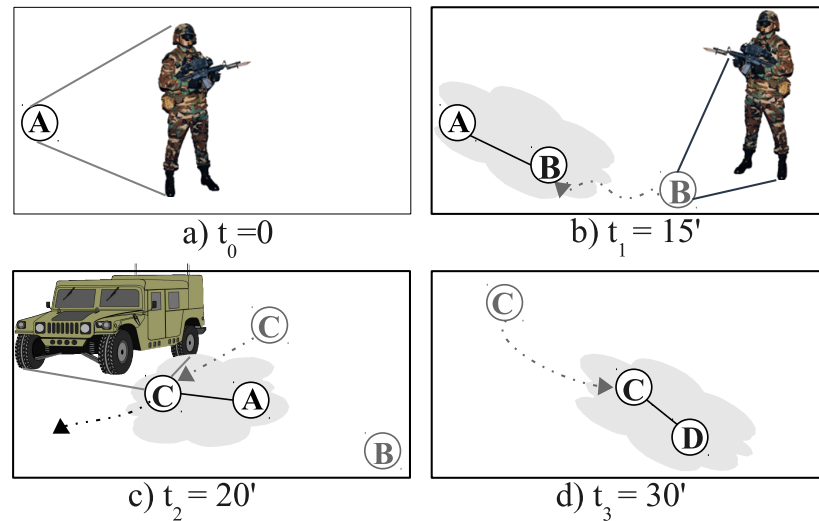 A
a) t0=0
A
B
B
b) t1 = 15'
C
C
A
B
c) t2 = 20'
C
C
D
d) t3 = 30'